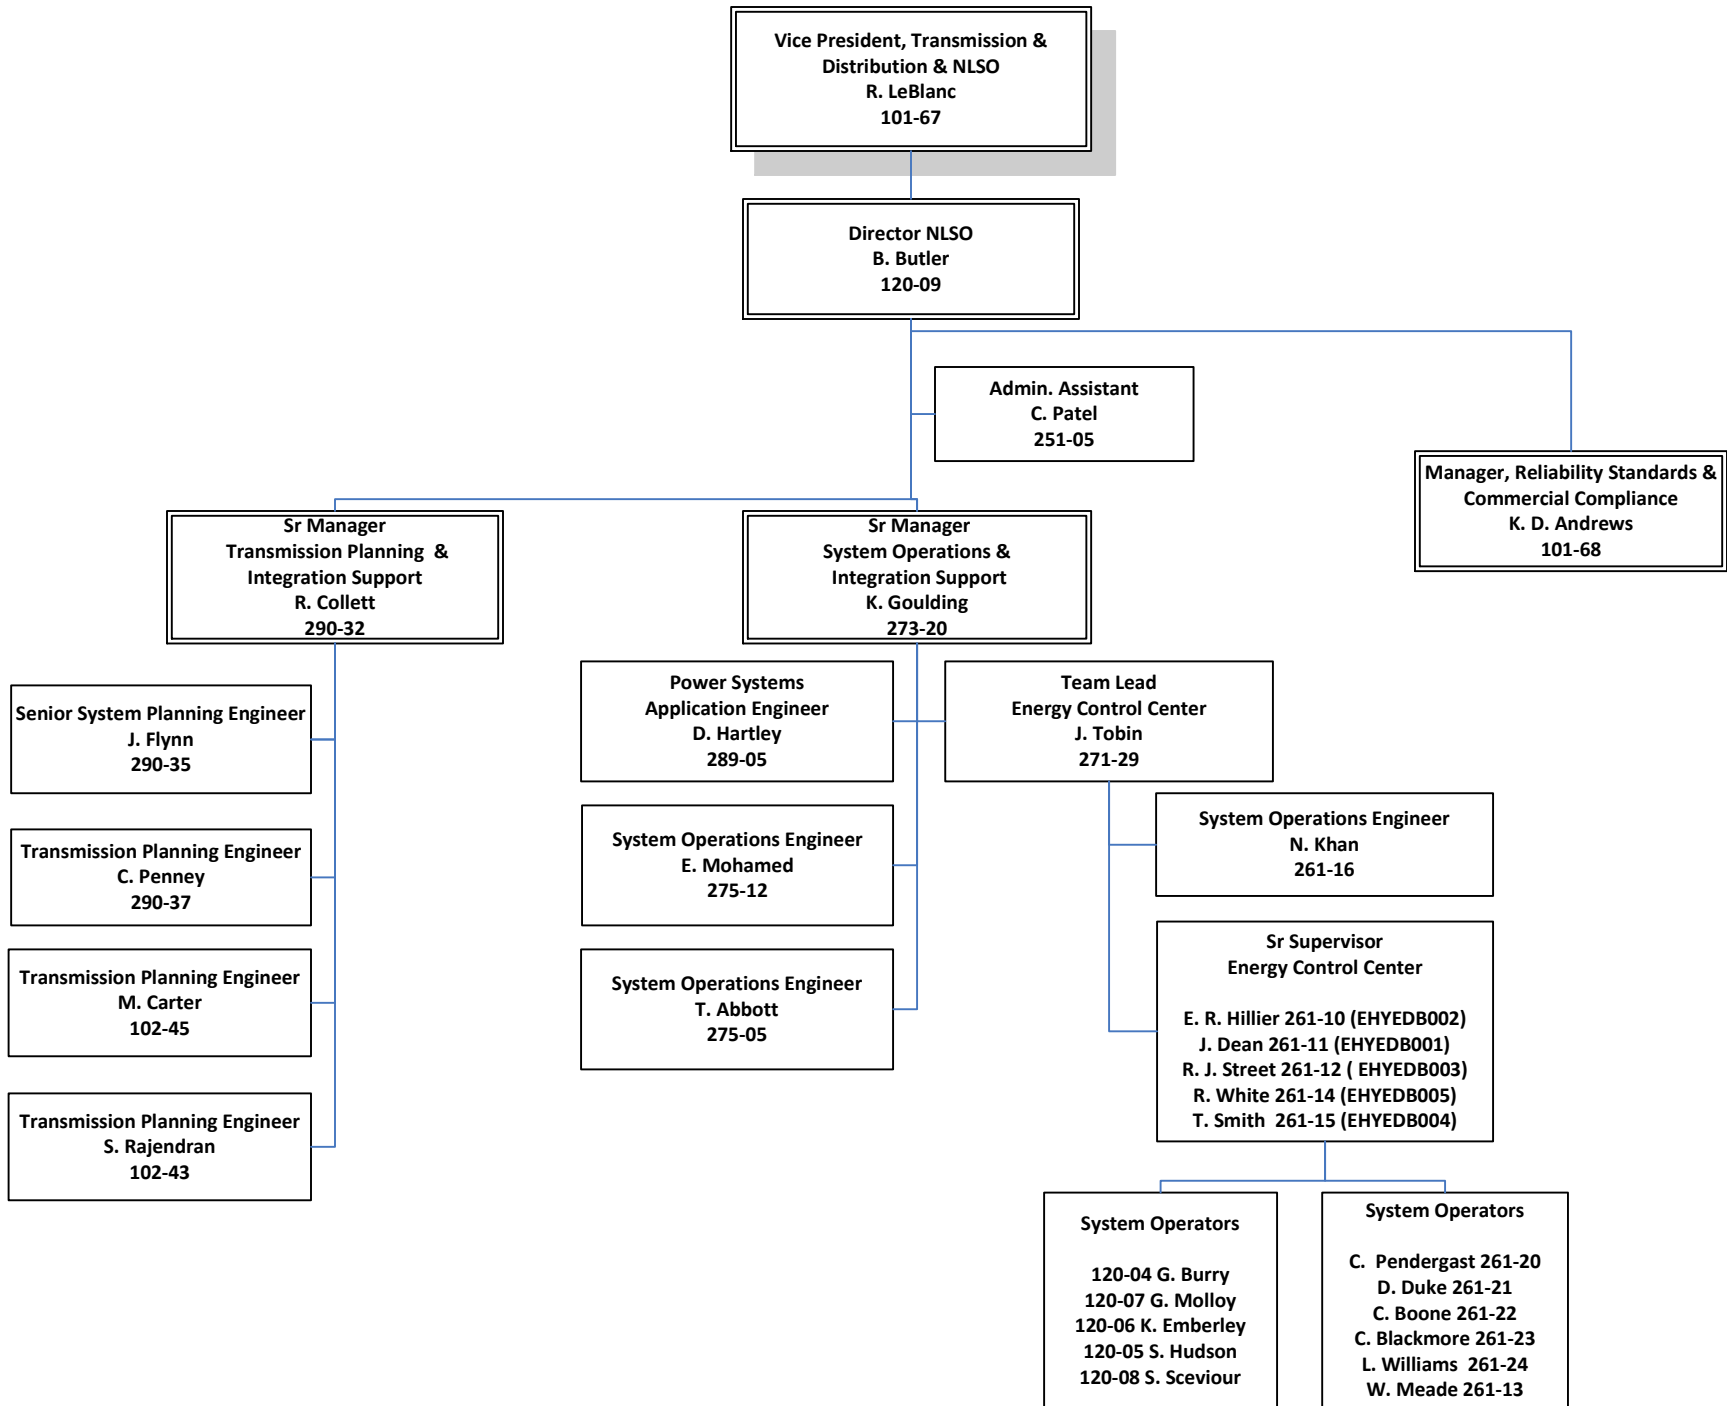 Vice President, Transmission &
Distribution & NLSO
R. LeBlanc
101-67
Director NLSO
B. Butler
120-09
Admin. Assistant
C. Patel
251-05
Manager, Reliability Standards &
Commercial Compliance
K. D. Andrews
101-68
Sr Manager
Transmission Planning  &
Integration Support
R. Collett
290-32
Sr Manager
System Operations &
Integration Support
K. Goulding
273-20
Senior System Planning Engineer
J. Flynn
290-35
Transmission Planning Engineer
C. Penney
290-37
Transmission Planning Engineer
M. Carter
102-45
Transmission Planning Engineer
S. Rajendran
102-43
Power Systems
Application Engineer
D. Hartley
289-05
System Operations Engineer
E. Mohamed
275-12
System Operations Engineer
T. Abbott
275-05
Team Lead
Energy Control Center
J. Tobin
271-29
System Operations Engineer
N. Khan
261-16
Sr Supervisor
Energy Control Center
E. R. Hillier 261-10 (EHYEDB002)
J. Dean 261-11 (EHYEDB001)
R. J. Street 261-12 ( EHYEDB003)
R. White 261-14 (EHYEDB005)
T. Smith  261-15 (EHYEDB004)
System Operators
120-04 G. Burry
120-07 G. Molloy
120-06 K. Emberley
120-05 S. Hudson
120-08 S. Sceviour
System Operators
C.  Pendergast 261-20
D. Duke 261-21
C. Boone 261-22
C. Blackmore 261-23
L. Williams  261-24
W. Meade 261-13